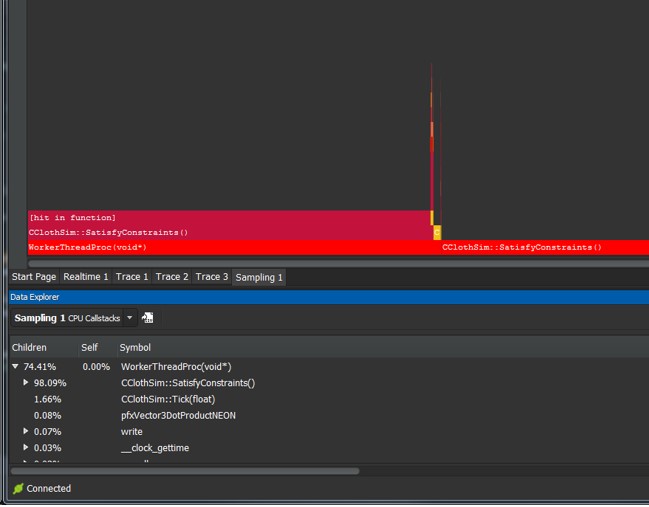 [hit in function]
CClothSim::SatisfyConstraints()
C
WorkerThreadProc(void*) CClothSim::SatisfyConstraints()
Start Page Realtime 1 Trace 1 Trace 2 Trace 3 Sampling 1
Data Explorer
Sampling 1 CPU Callstacks
Children Self Symbol
74.41% 0.00% WorkerThreadProc(void*)
98.09% CClothSim::SatisfyConstraints()
1.66% CClothSim::Tick(float)
0.08% pfxVector3DotProductNEON
0.07% write
0.03% __clock_gettime
Connected